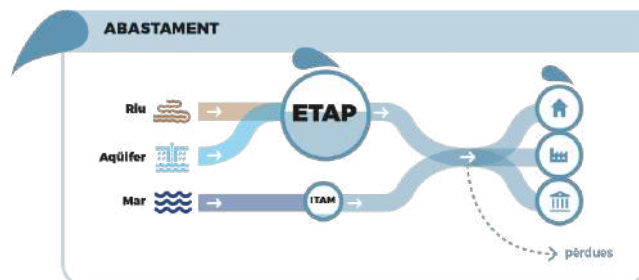 ABASTAMENT
Riu
ETAP
Aqüífer
Mar
ITAM
pèrdues